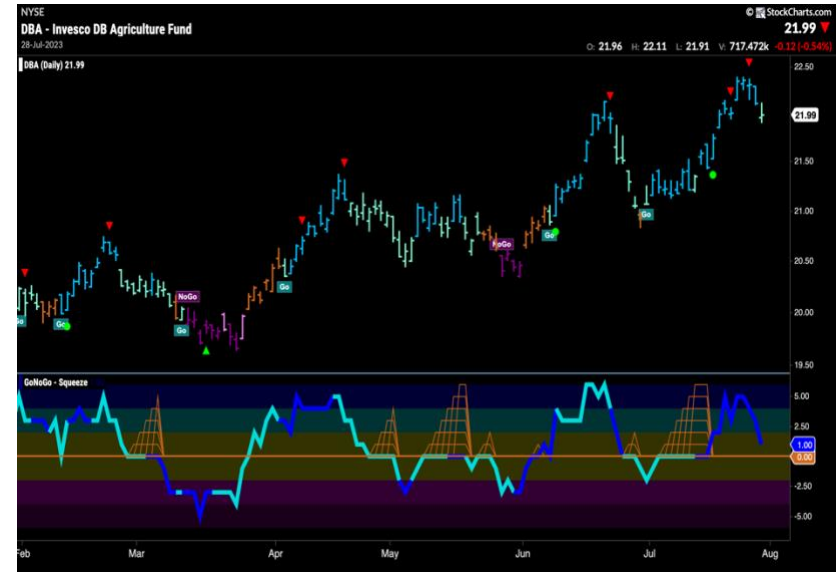 NYSE
© StockCharts.com
DBA - Invesco DB Agriculture Fund
21.99
28-Jul-2023
O: 21.96 H: 22.11 L: 21.91 V: 717.472k -0.12 (-0.54%)
DBA (Daily) 21.99
22.50
21.99
21.50
21.00
20.50
20.00
19.50
Go
Go
NoGo
Go
Go
NoGo
Go
Go
GoNoGo - Squeeze
5.00
2.50
1.00
0.00
-2.50
-5.00
Feb
Mar
Apr
May
Jun
Jul
Aug